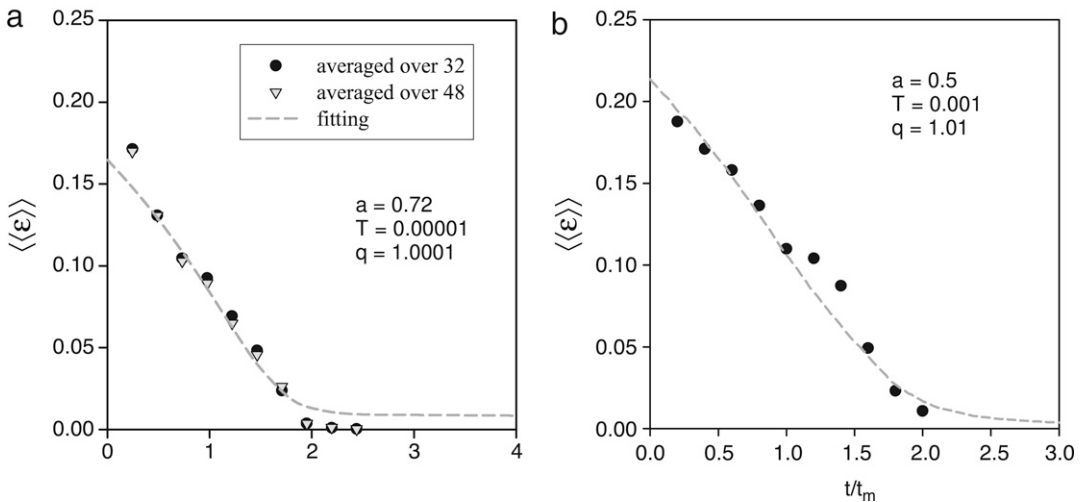 a
0.25
0.20
0.15
0.10
0.05
0.00
⟨⟨ε⟩⟩
averaged over 32
averaged over 48
fitting
a = 0.72
T = 0.00001
q = 1.0001
0 1 2 3 4
b
0.25
0.20
0.15
0.10
0.05
0.00
⟨⟨ε⟩⟩
a = 0.5
T = 0.001
q = 1.01
0.0 0.5 1.0 1.5 2.0 2.5 3.0
t/tm